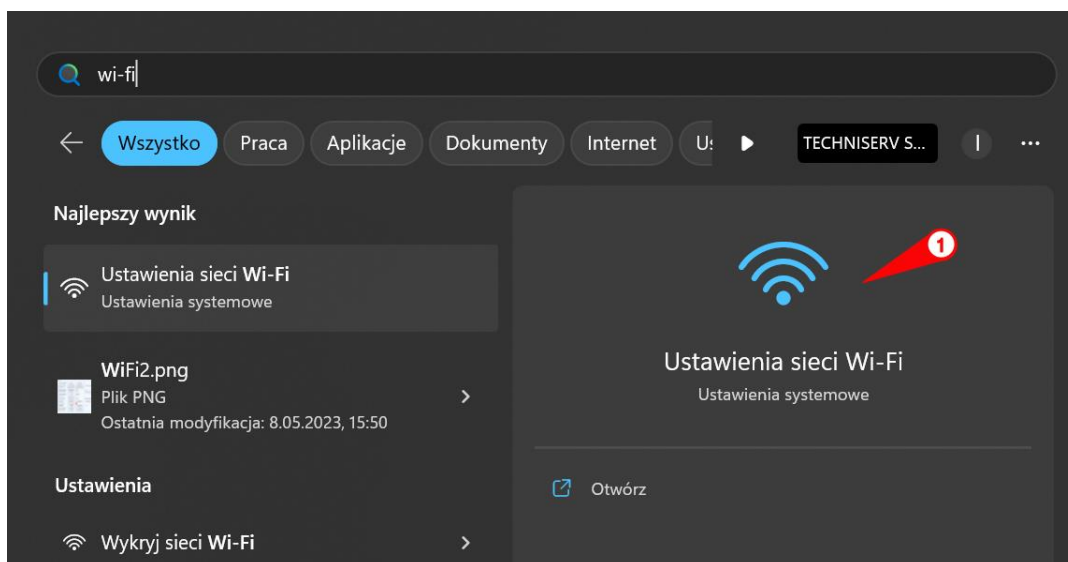 wi-fi
Wszystko Praca Aplikacje Dokumenty Internet TECHNISERV S... I ...
Najlepszy wynik
Ustawienia sieci Wi-Fi
Ustawienia systemowe
WiFi2.png
Plik PNG
Ostatnia modyfikacja: 8.05.2023, 15:50
Ustawienia
Wykryj sieci Wi-Fi
1
Ustawienia sieci Wi-Fi
Ustawienia systemowe
Otwórz